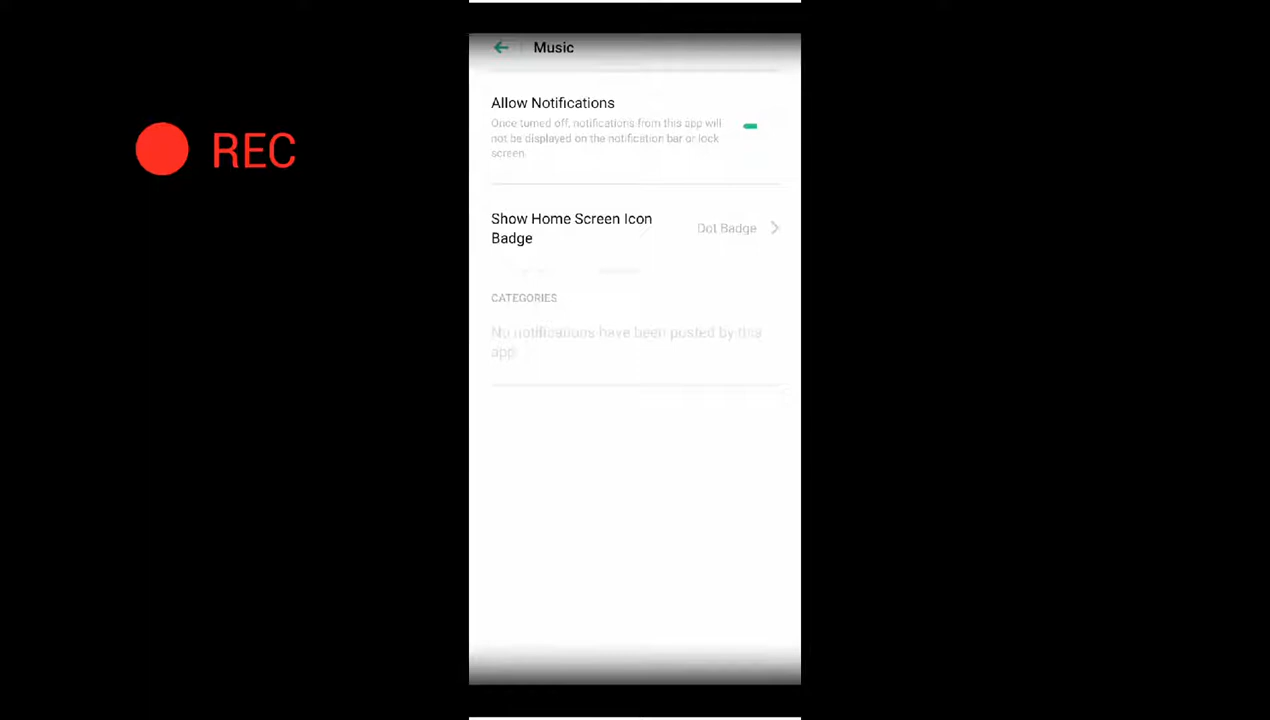 Music
REC
Allow Notifications
Once turned off, notifications from this app will
not be displayed on the notification bar or lock
screen.
Show Home Screen Icon
Badge
Dot Badge
CATEGORIES
No notifications have been posted by this
app